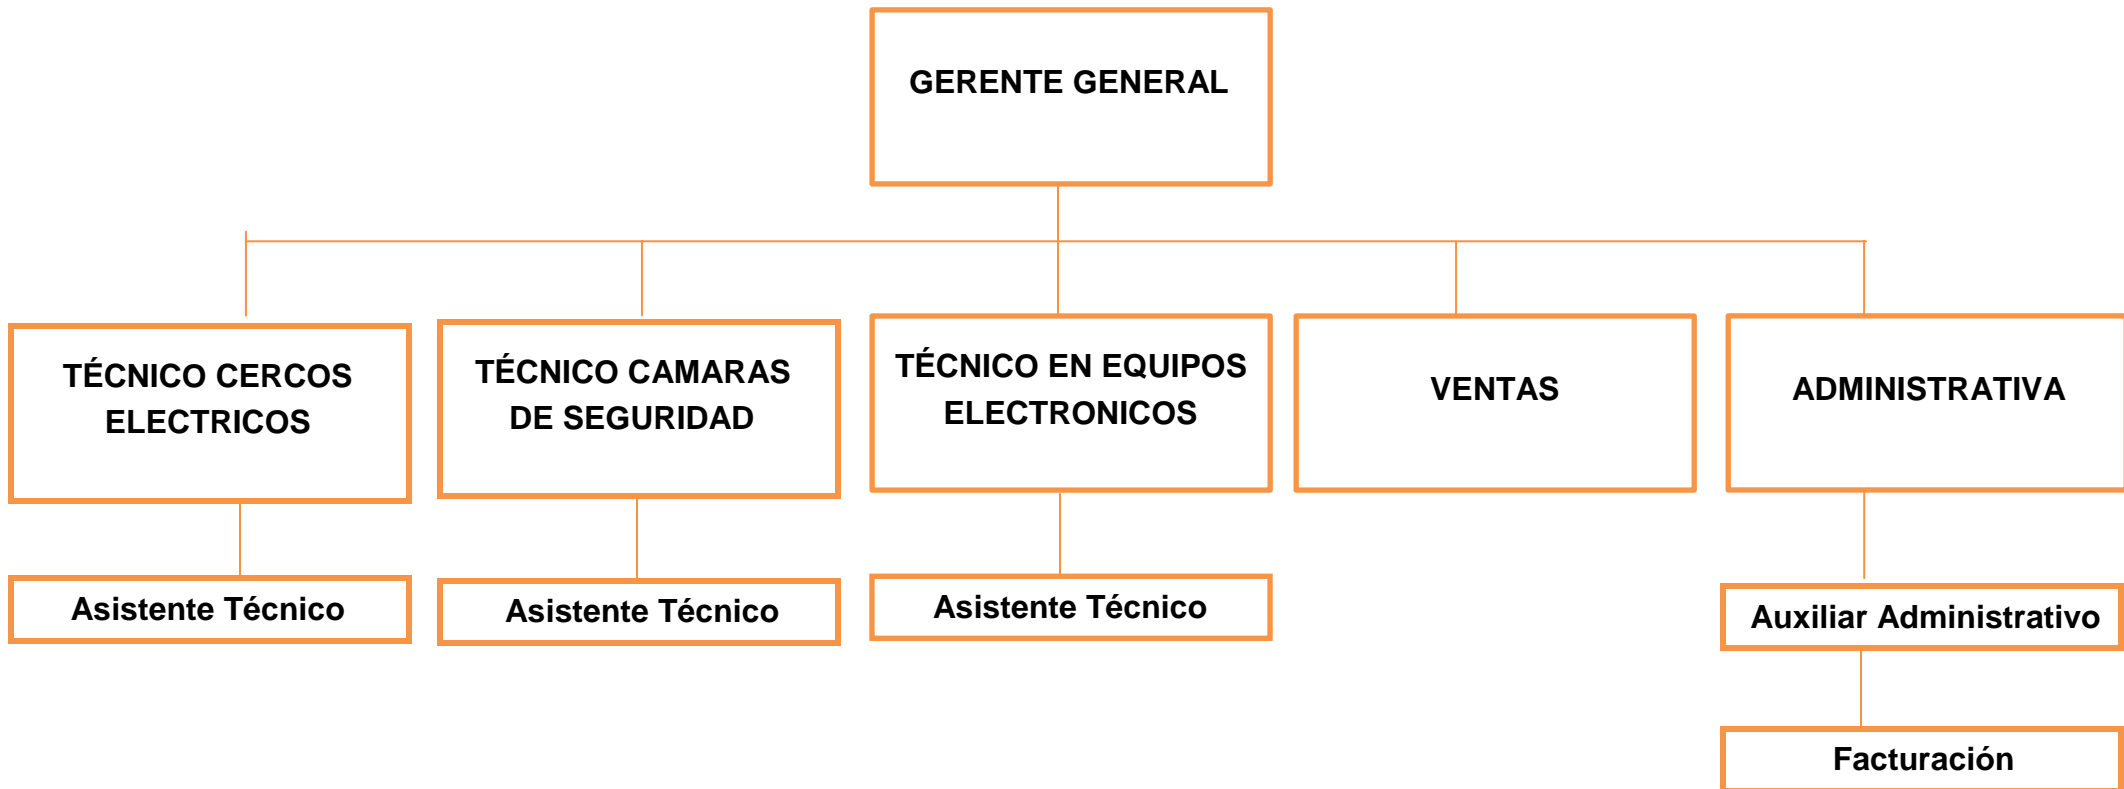 GERENTE GENERAL
TÉCNICO CERCOS
ELECTRICOS
TÉCNICO CAMARAS
DE SEGURIDAD
TÉCNICO EN EQUIPOS
ELECTRONICOS
VENTAS
ADMINISTRATIVA
Asistente Técnico
Asistente Técnico
Asistente Técnico
Auxiliar Administrativo
Facturación